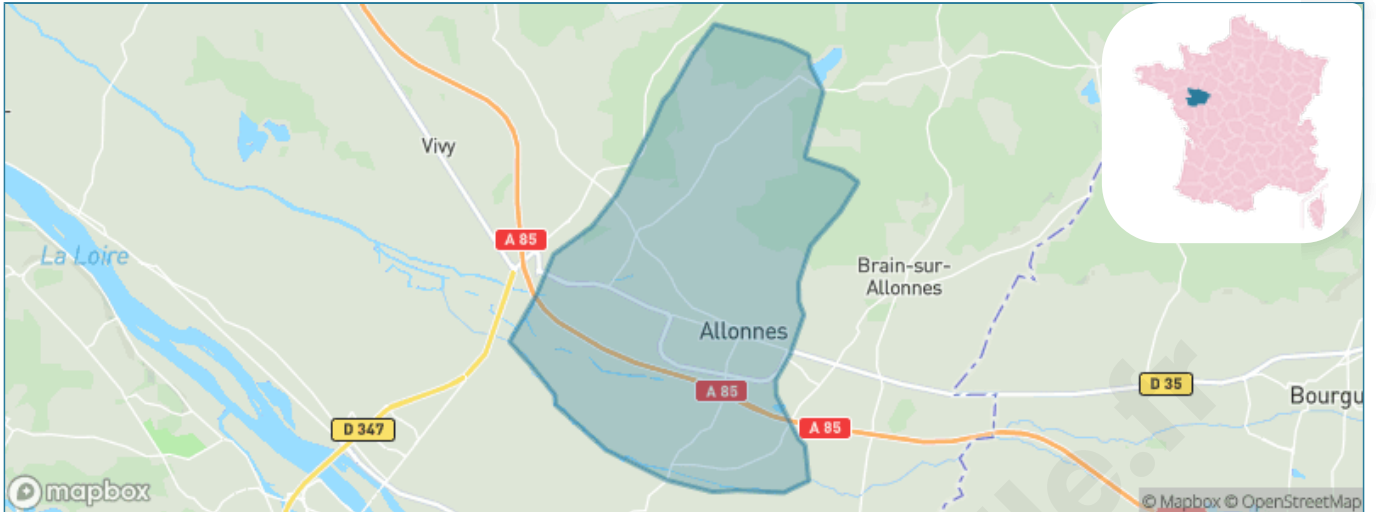 Vivy
A 85
La Loire
Brain-sur-
Allonnes
Allonnes
A 85
D 35
Bourgu
D 347
A 85
mapbox
© Mapbox © OpenStreetMap